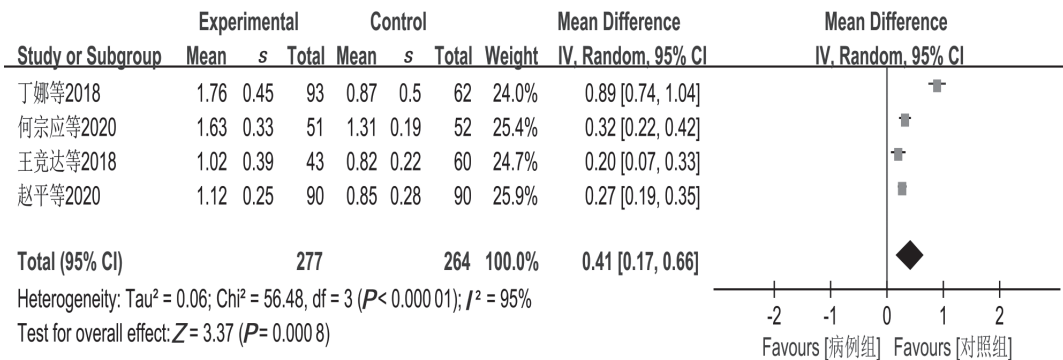 Experimental Control Mean Difference Mean Difference
Study or Subgroup Mean s Total Mean s Total Weight IV, Random, 95% CI IV, Random, 95% CI
丁娜等2018 1.76 0.45 93 0.87 0.5 62 24.0% 0.89 [0.74, 1.04]
何宗应等2020 1.63 0.33 51 1.31 0.19 52 25.4% 0.32 [0.22, 0.42]
王竞达等2018 1.02 0.39 43 0.82 0.22 60 24.7% 0.20 [0.07, 0.33]
赵平等2020 1.12 0.25 90 0.85 0.28 90 25.9% 0.27 [0.19, 0.35]
Total (95% CI) 277 264 100.0% 0.41 [0.17, 0.66]
Heterogeneity: Tau² = 0.06; Chi² = 56.48, df = 3 (P< 0.000 01); I² = 95%
Test for overall effect: Z = 3.37 (P= 0.000 8)
-2 -1 0 1 2
Favours [病例组] Favours [对照组]